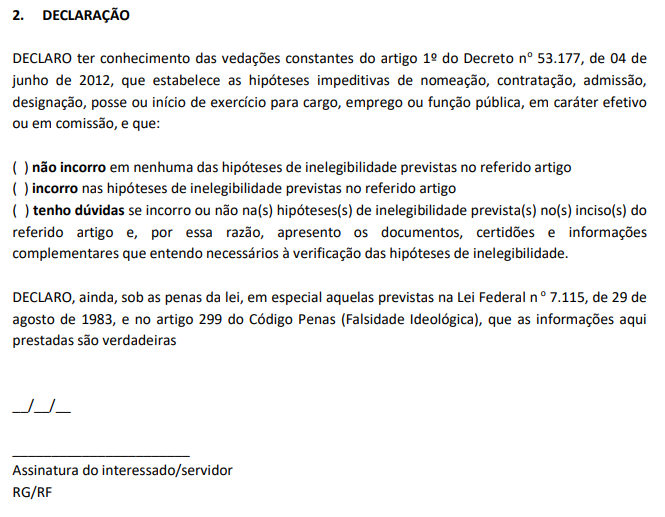 2. DECLARAÇÃO
DECLARO ter conhecimento das vedações constantes do artigo 1º do Decreto nº 53.177, de 04 de
junho de 2012, que estabelece as hipóteses impeditivas de nomeação, contratação, admissão,
designação, posse ou início de exercício para cargo, emprego ou função pública, em caráter efetivo
ou em comissão, e que:
( ) não incorro em nenhuma das hipóteses de inelegibilidade previstas no referido artigo
( ) incorro nas hipóteses de inelegibilidade previstas no referido artigo
( ) tenho dúvidas se incorro ou não na(s) hipóteses(s) de inelegibilidade prevista(s) no(s) inciso(s) do
referido artigo e, por essa razão, apresento os documentos, certidões e informações
complementares que entendo necessários à verificação das hipóteses de inelegibilidade.
DECLARO, ainda, sob as penas da lei, em especial aquelas previstas na Lei Federal n º 7.115, de 29 de
agosto de 1983, e no artigo 299 do Código Penas (Falsidade Ideológica), que as informações aqui
prestadas são verdadeiras
__/__/__
_______________________
Assinatura do interessado/servidor
RG/RF